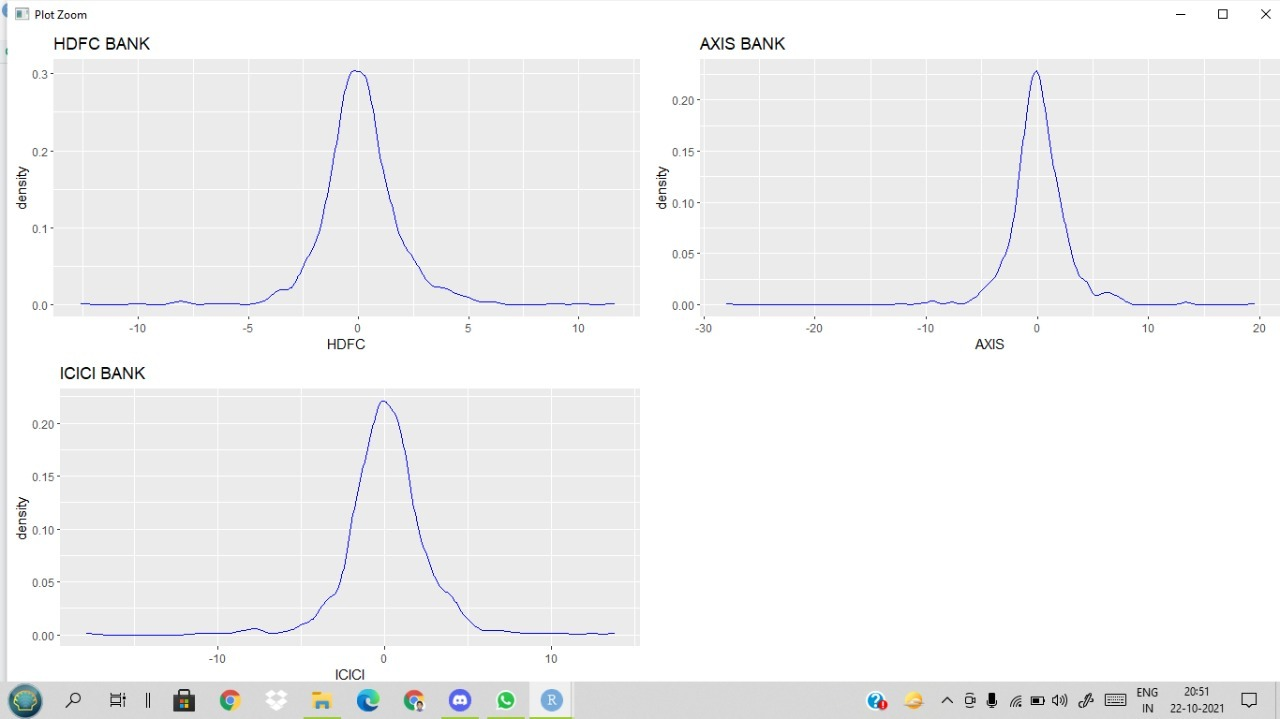 Plot Zoom
HDFC BANK
0.3
0.2
0.1
0.0
density
-10 -5 0 5 10
HDFC
AXIS BANK
0.20
0.15
0.10
0.05
0.00
density
-30 -20 -10 0 10 20
AXIS
ICICI BANK
0.20
0.15
0.10
0.05
0.00
density
-10 0 10
ICICI
R
ENG
IN
20:51
22-10-2021